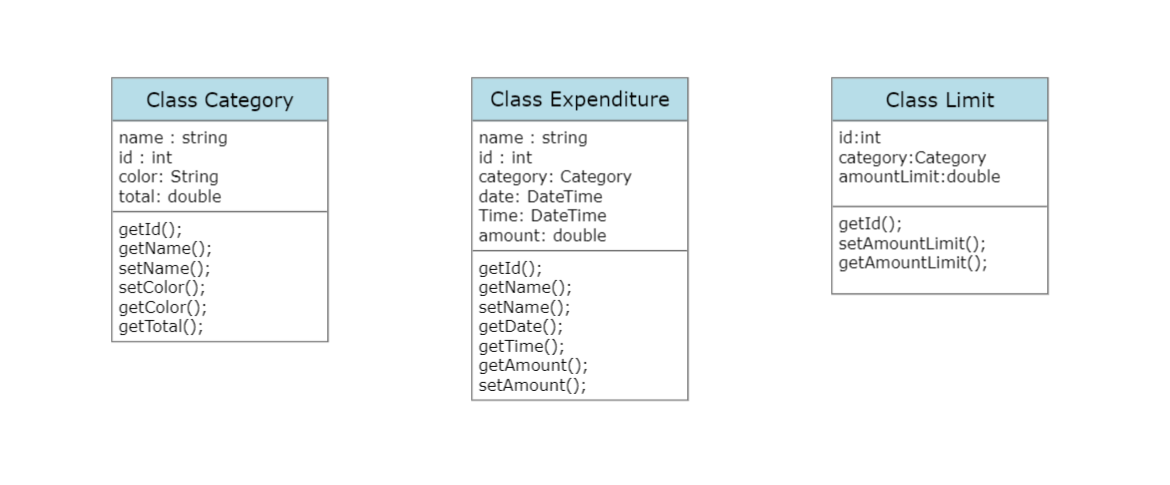 Class Category
name : string
id : int
color: String
total: double
getId();
getName();
setName();
setColor();
getColor();
getTotal();
Class Expenditure
name : string
id : int
category: Category
date: DateTime
Time: DateTime
amount: double
getId();
getName();
setName();
getDate();
getTime();
getAmount();
setAmount();
Class Limit
id:int
category:Category
amountLimit:double
getId();
setAmountLimit();
getAmountLimit();